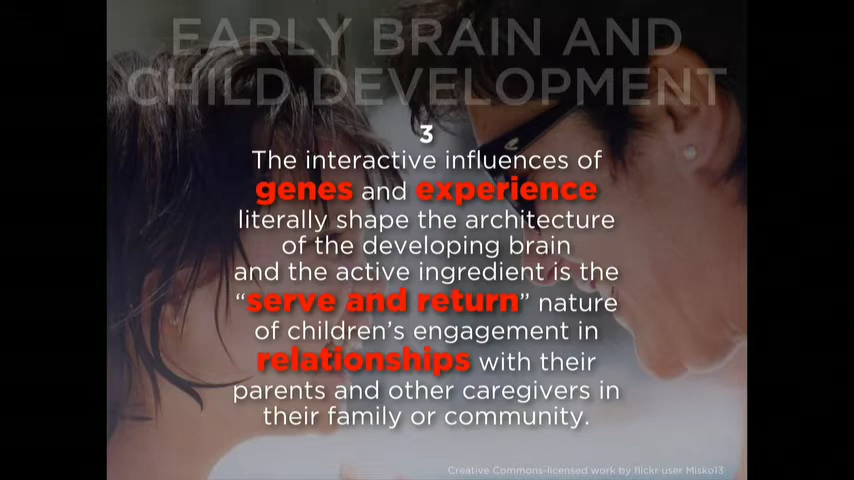 EARLY BRAIN AND
CHILD DEVELOPMENT
3
The interactive influences of
genes and experience
literally shape the architecture
of the developing brain
and the active ingredient is the
“serve and return” nature
of children’s engagement in
relationships with their
parents and other caregivers in
their family or community.
Creative Commons-licensed work by flickr-user Misko13